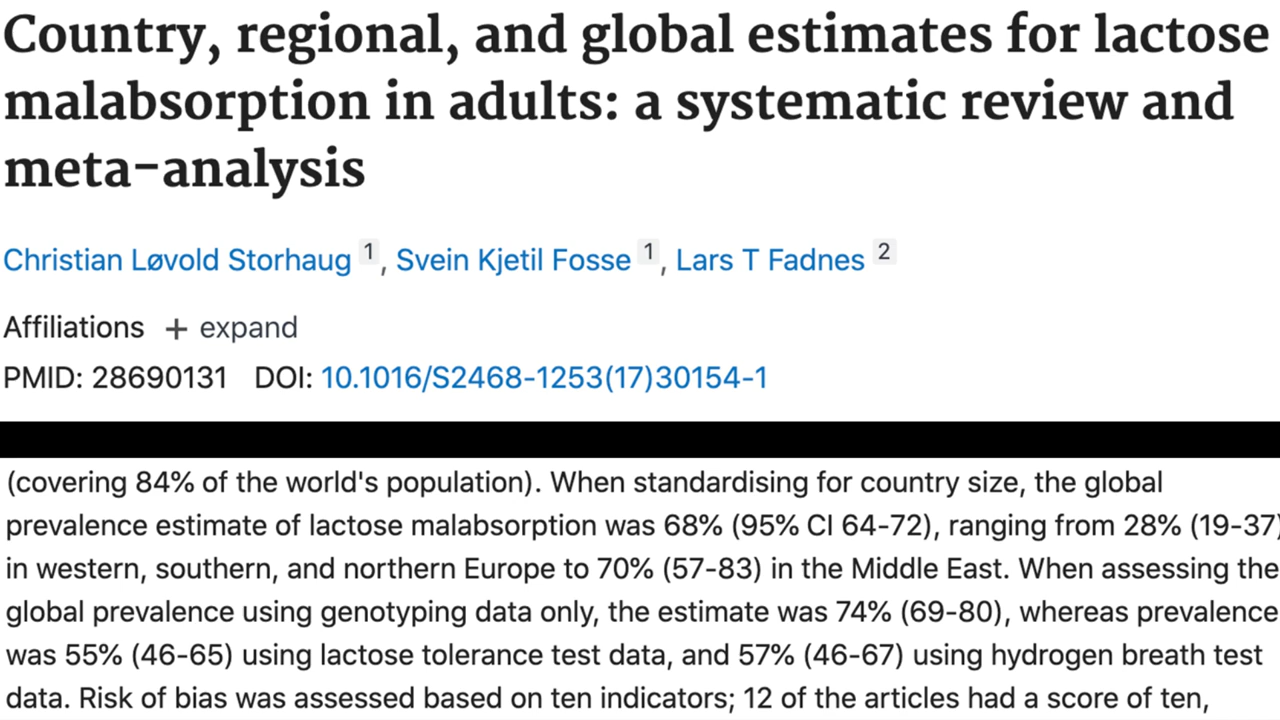 Country, regional, and global estimates for lactose
malabsorption in adults: a systematic review and
meta-analysis
Christian Løvold Storhaug 1, Svein Kjetil Fosse 1, Lars T Fadnes 2
Affiliations + expand
PMID: 28690131 DOI: 10.1016/S2468-1253(17)30154-1
(covering 84% of the world's population). When standardising for country size, the global
prevalence estimate of lactose malabsorption was 68% (95% CI 64-72), ranging from 28% (19-37)
in western, southern, and northern Europe to 70% (57-83) in the Middle East. When assessing the
global prevalence using genotyping data only, the estimate was 74% (69-80), whereas prevalence
was 55% (46-65) using lactose tolerance test data, and 57% (46-67) using hydrogen breath test
data. Risk of bias was assessed based on ten indicators; 12 of the articles had a score of ten,